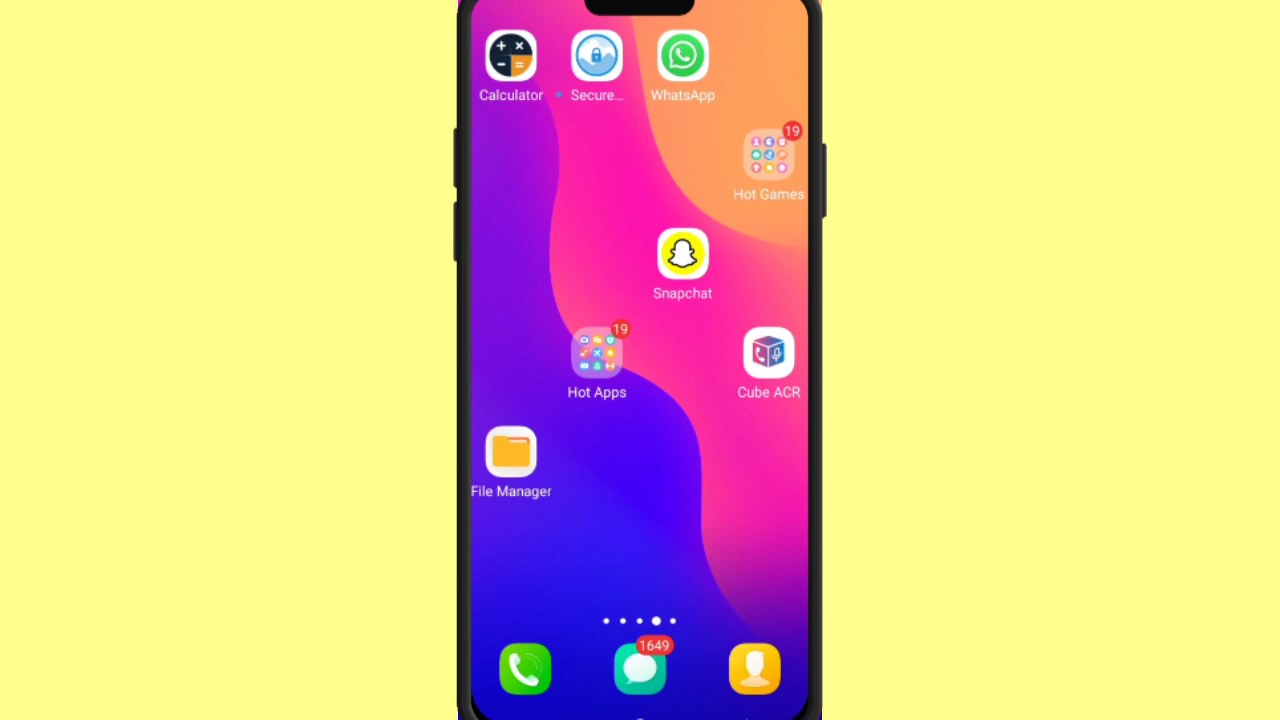 Calculator
Secure...
WhatsApp
19
Hot Games
Snapchat
19
Hot Apps
Cube ACR
File Manager
1649